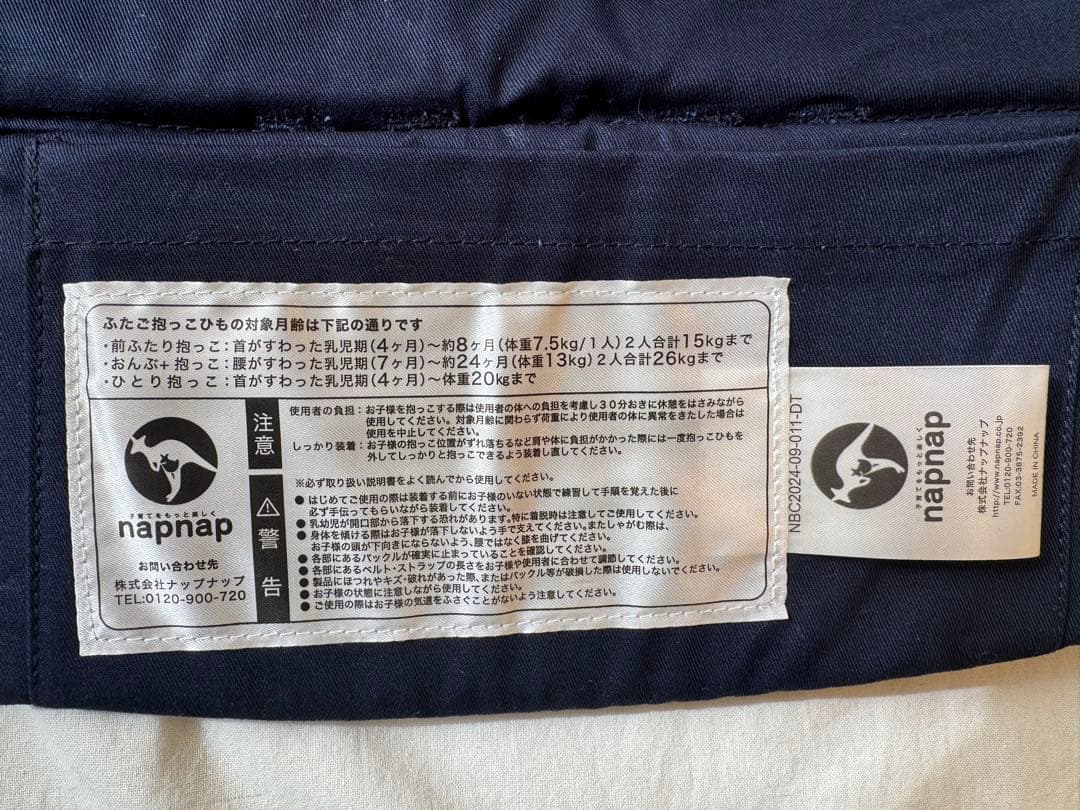 ふたご抱っこひもの対象月齢は下記の通りです
・前ふたり抱っこ：首がすわった乳児期（4ヶ月）〜約8ヶ月（体重7.5kg/1人）2人合計15kgまで
・おんぶ+抱っこ：腰がすわった乳児期（7ヶ月）〜約24ヶ月（体重13kg）2人合計26kgまで
・ひとり抱っこ：首がすわった乳児期（4ヶ月）〜体重20kgまで
子育てをもっと楽しく
napnap
お問い合わせ先
株式会社ナップナップ
TEL:0120-900-720
注意
使用者の負担：お子様を抱っこする際は使用者の体への負担を考慮し30分おきに休憩をはさみながら
使用してください。対象月齢に関わらず荷重により使用者の体に異常をきたした場合は
使用を中止してください。
しっかり装着：お子様の抱っこ位置がずれ落ちるなど肩や体に負担がかかった際には一度抱っこひもを
外してしっかりと抱っこできるよう装着し直してください。
警告
※必ず取り扱い説明書をよく読んでから使用してください。
●はじめてご使用の際は装着する前にお子様のいない状態で練習して手順を覚えた後に
必ず手伝ってもらいながら装着してください。
●乳幼児が開口部から落下する恐れがあります。特に着脱時は注意してご使用ください。
●身体を傾ける際はお子様が落下しないよう手で支えてください。またしゃがむ際は、
お子様の頭が下向きにならないよう、腰ではなく膝を曲げてください。
●各部にあるバックルが確実に止まっていることを確認してください。
●各部にあるベルト・ストラップの長さをお子様や使用者に合わせて調節してください。
●製品にほつれやキズ・破れがあった際、またはバックル等が破損した際は使用しないでください。
●お子様の状態に注意しながら使用してください。
●ご使用の際はお子様の気道をふさぐことがないよう注意してください。
NBC2024-09-011-DT
子育てをもっと楽しく
napnap
お問い合わせ先
株式会社ナップナップ
http://www.napnap.co.jp
TEL:0120-900-720
FAX:03-3875-2392
MADE IN CHINA